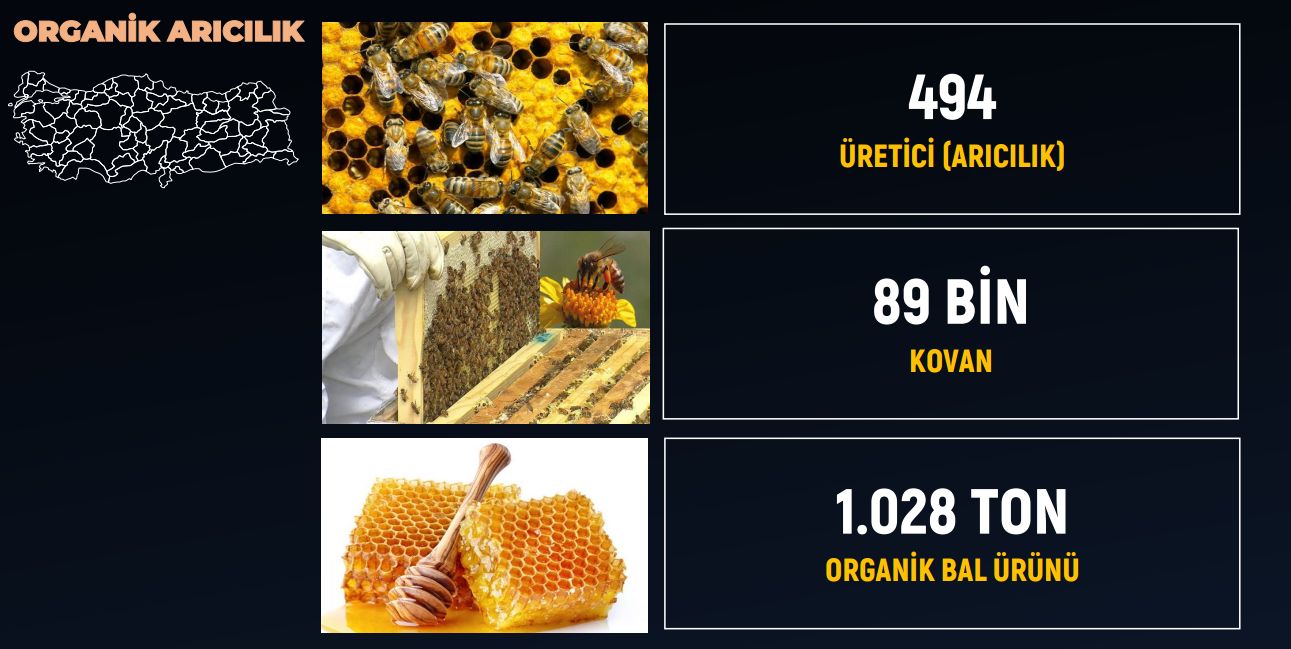 ORGANİK ARICILIK
494
ÜRETİCİ (ARICILIK)
89 BİN
KOVAN
1.028 TON
ORGANİK BAL ÜRÜNÜ